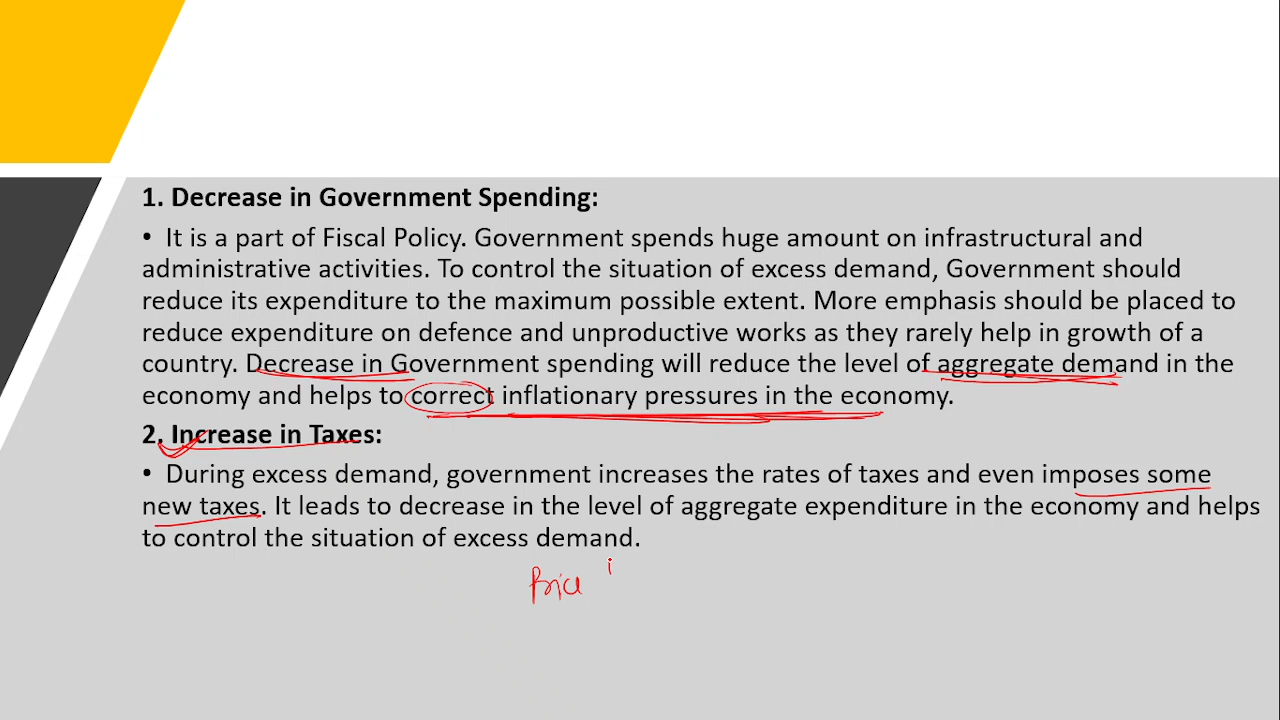 1. Decrease in Government Spending:
• It is a part of Fiscal Policy. Government spends huge amount on infrastructural and
administrative activities. To control the situation of excess demand, Government should
reduce its expenditure to the maximum possible extent. More emphasis should be placed to
reduce expenditure on defence and unproductive works as they rarely help in growth of a
country. Decrease in Government spending will reduce the level of aggregate demand in the
economy and helps to correct inflationary pressures in the economy.
2. Increase in Taxes:
• During excess demand, government increases the rates of taxes and even imposes some
new taxes. It leads to decrease in the level of aggregate expenditure in the economy and helps
to control the situation of excess demand.
Price